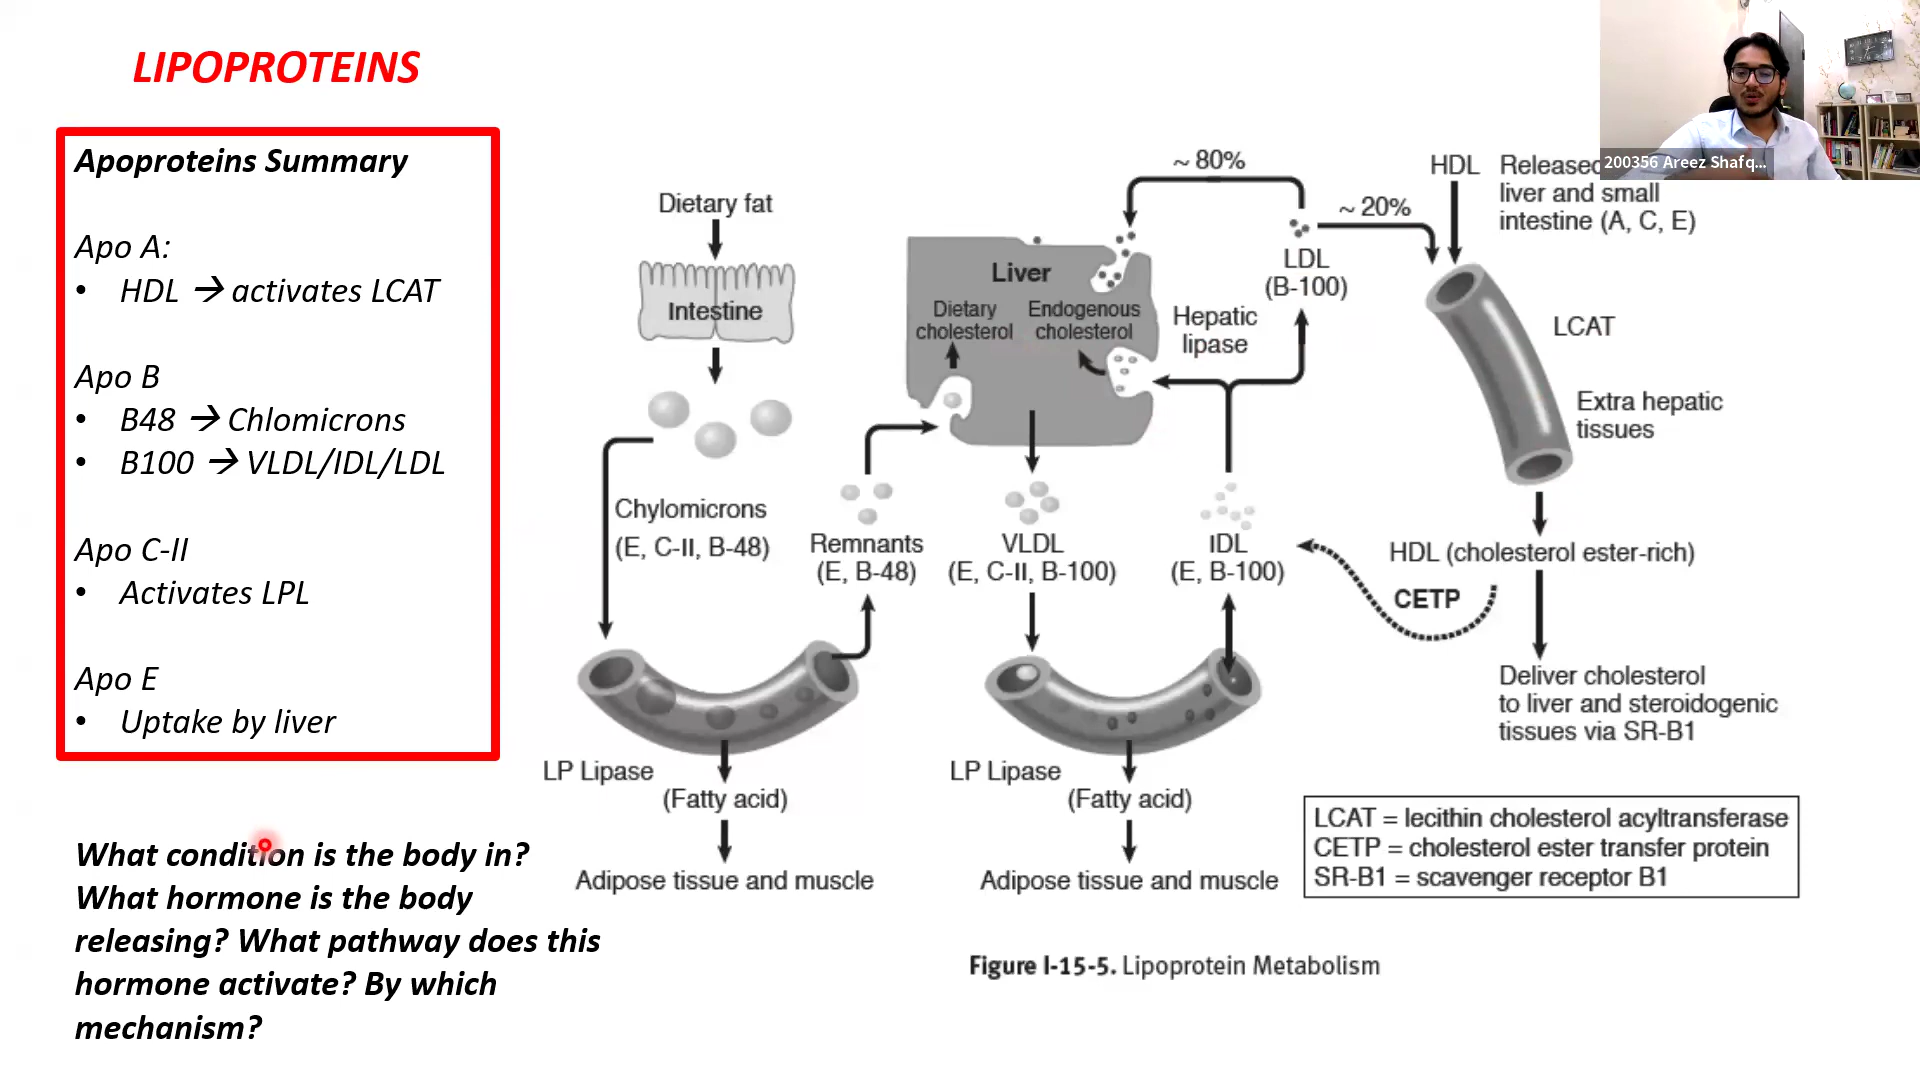 LIPOPROTEINS
Apoproteins Summary
Apo A:
• HDL → activates LCAT
Apo B
• B48 → Chlomicrons
• B100 → VLDL/IDL/LDL
Apo C-II
• Activates LPL
Apo E
• Uptake by liver
What condition is the body in?
What hormone is the body
releasing? What pathway does this
hormone activate? By which
mechanism?
Dietary fat
Intestine
Chylomicrons
(E, C-II, B-48)
LP Lipase
(Fatty acid)
Adipose tissue and muscle
Remnants
(E, B-48)
Liver
Dietary
cholesterol
Endogenous
cholesterol
VLDL
(E, C-II, B-100)
LP Lipase
(Fatty acid)
Adipose tissue and muscle
IDL
(E, B-100)
Hepatic
lipase
~ 80%
LDL
(B-100)
~ 20%
HDL
Released
liver and small
intestine (A, C, E)
LCAT
Extra hepatic
tissues
HDL (cholesterol ester-rich)
CETP
Deliver cholesterol
to liver and steroidogenic
tissues via SR-B1
LCAT = lecithin cholesterol acyltransferase
CETP = cholesterol ester transfer protein
SR-B1 = scavenger receptor B1
Figure I-15-5. Lipoprotein Metabolism
200356 Areez Shafq...